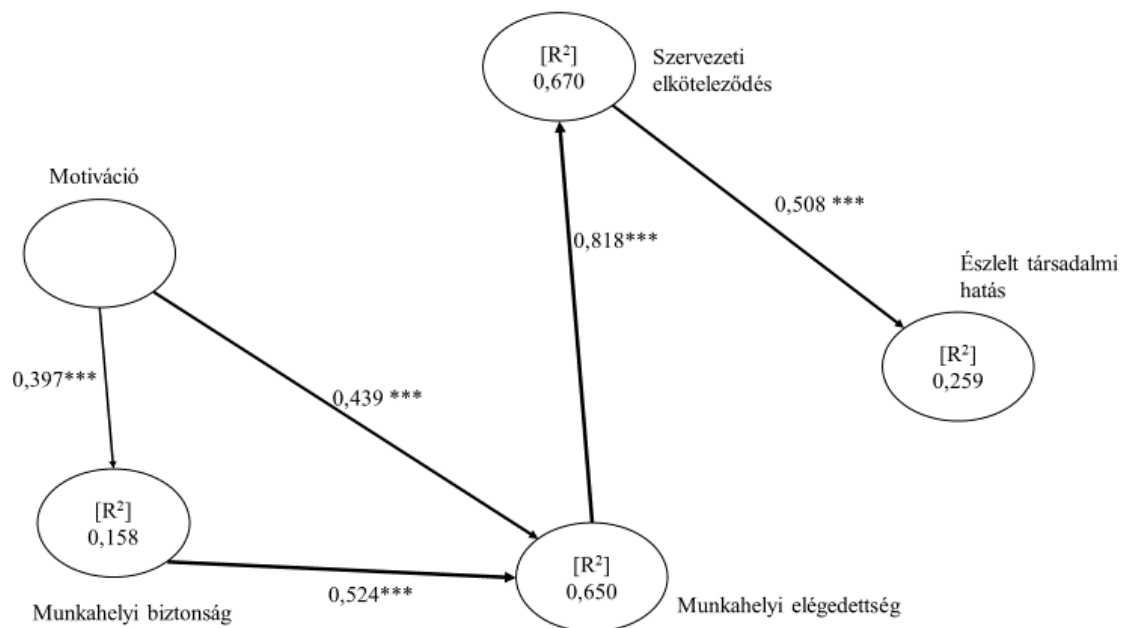 [R²]
0,670
Szervezeti
elköteleződés
Motiváció
0,508 ***
0,818***
Észlelt társadalmi
hatás
[R²]
0,259
0,397***
0,439 ***
[R²]
0,158
[R²]
0,650
0,524***
Munkahelyi biztonság
Munkahelyi elégedettség